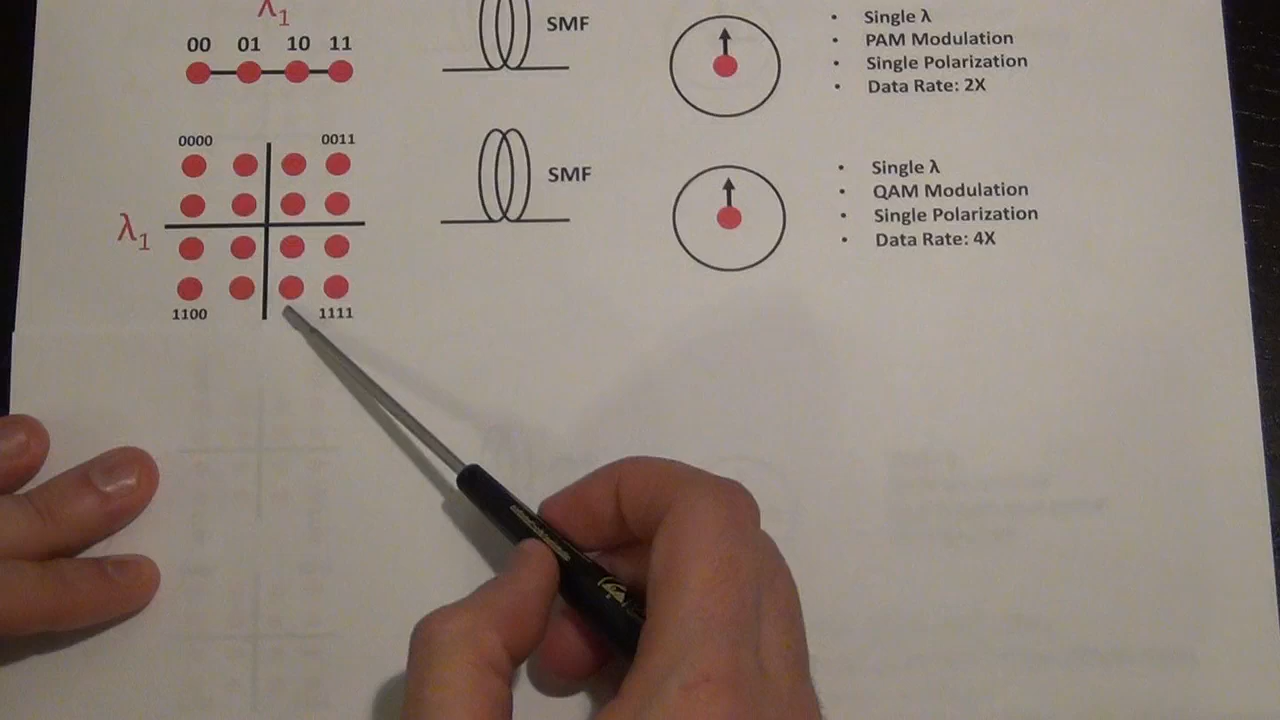 λ1
00 01 10 11
SMF
• Single λ
• PAM Modulation
• Single Polarization
• Data Rate: 2X
0000 0011
λ1
1100 1111
SMF
• Single λ
• QAM Modulation
• Single Polarization
• Data Rate: 4X